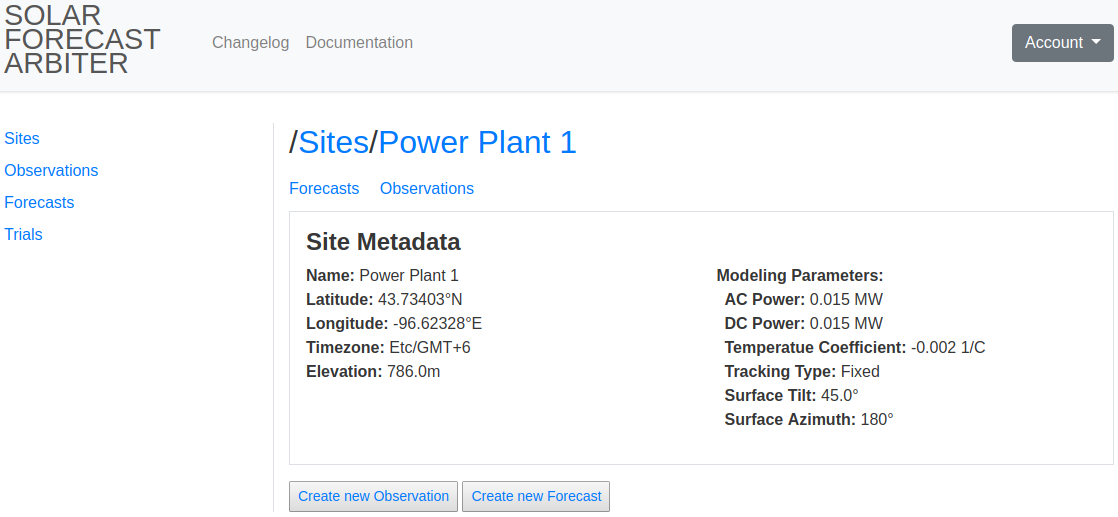 SOLAR
FORECAST
ARBITER
Changelog Documentation
Account
Sites
Observations
Forecasts
Trials
/Sites/Power Plant 1
Forecasts Observations
Site Metadata
Name: Power Plant 1
Latitude: 43.73403°N
Longitude: -96.62328°E
Timezone: Etc/GMT+6
Elevation: 786.0m
Modeling Parameters:
AC Power: 0.015 MW
DC Power: 0.015 MW
Temperatue Coefficient: -0.002 1/C
Tracking Type: Fixed
Surface Tilt: 45.0°
Surface Azimuth: 180°
Create new Observation Create new Forecast